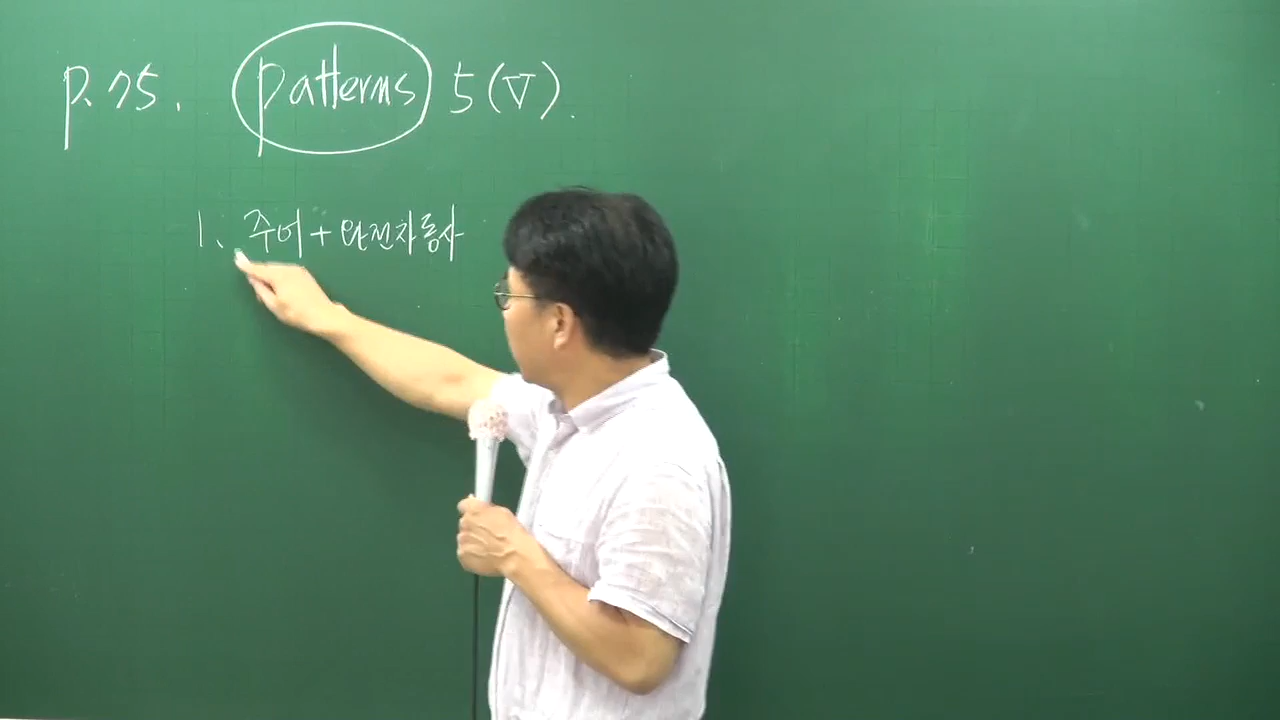 p. 75. patterns 5(▽).
1. 주어 + 완전자동사